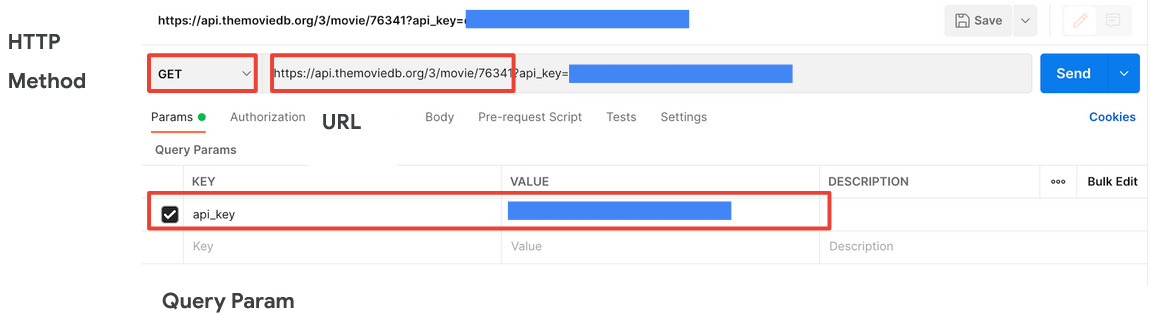 https://api.themoviedb.org/3/movie/76341?api_key=
Save
HTTP
Method
GET
https://api.themoviedb.org/3/movie/76341?api_key=
Send
Params Authorization URL Body Pre-request Script Tests Settings Cookies
Query Params
KEY VALUE DESCRIPTION ooo Bulk Edit
api_key
Key Value Description
Query Param